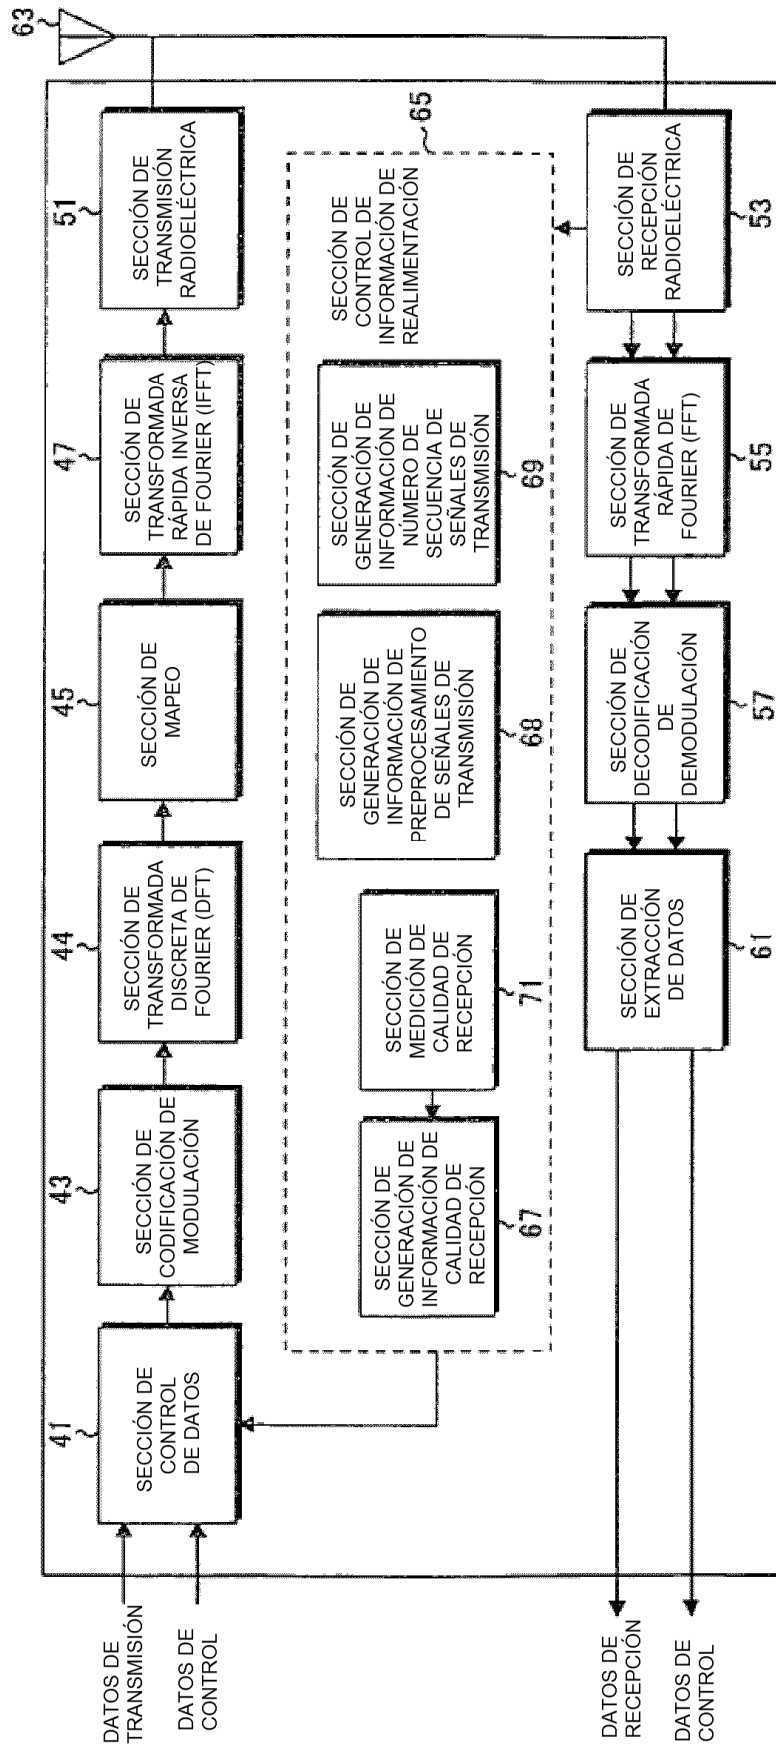 DATOS DE
TRANSMISIÓN
DATOS DE
CONTROL
41
SECCIÓN DE
CONTROL
DE DATOS
43
SECCIÓN DE
CODIFICACIÓN DE
MODULACIÓN
44
SECCIÓN DE
TRANSFORMADA
DISCRETA DE
FOURIER (DFT)
45
SECCIÓN DE
MAPEO
47
SECCIÓN DE
TRANSFORMADA
RÁPIDA INVERSA
DE FOURIER (IFFT)
51
SECCIÓN DE
TRANSMISIÓN
RADIOELÉCTRICA
63
65
SECCIÓN DE
CONTROL DE
INFORMACIÓN DE
REALIMENTACIÓN
SECCIÓN DE
GENERACIÓN DE
INFORMACIÓN DE
CALIDAD DE
RECEPCIÓN
67
SECCIÓN DE
MEDICIÓN DE
CALIDAD DE
RECEPCIÓN
71
SECCIÓN DE
GENERACIÓN DE
INFORMACIÓN DE
PREPROCESAMIENTO
DE SEÑALES DE
TRANSMISIÓN
68
SECCIÓN DE
GENERACIÓN DE
INFORMACIÓN DE
NÚMERO DE
SECUENCIA DE
SEÑALES DE
TRANSMISIÓN
69
SECCIÓN DE
RECEPCIÓN
RADIOELÉCTRICA
53
SECCIÓN DE
TRANSFORMADA
RÁPIDA DE
FOURIER (FFT)
55
SECCIÓN DE
DECODIFICACIÓN
DE
DEMODULACIÓN
57
SECCIÓN DE
EXTRACCIÓN
DE DATOS
61
DATOS DE
RECEPCIÓN
DATOS DE
CONTROL